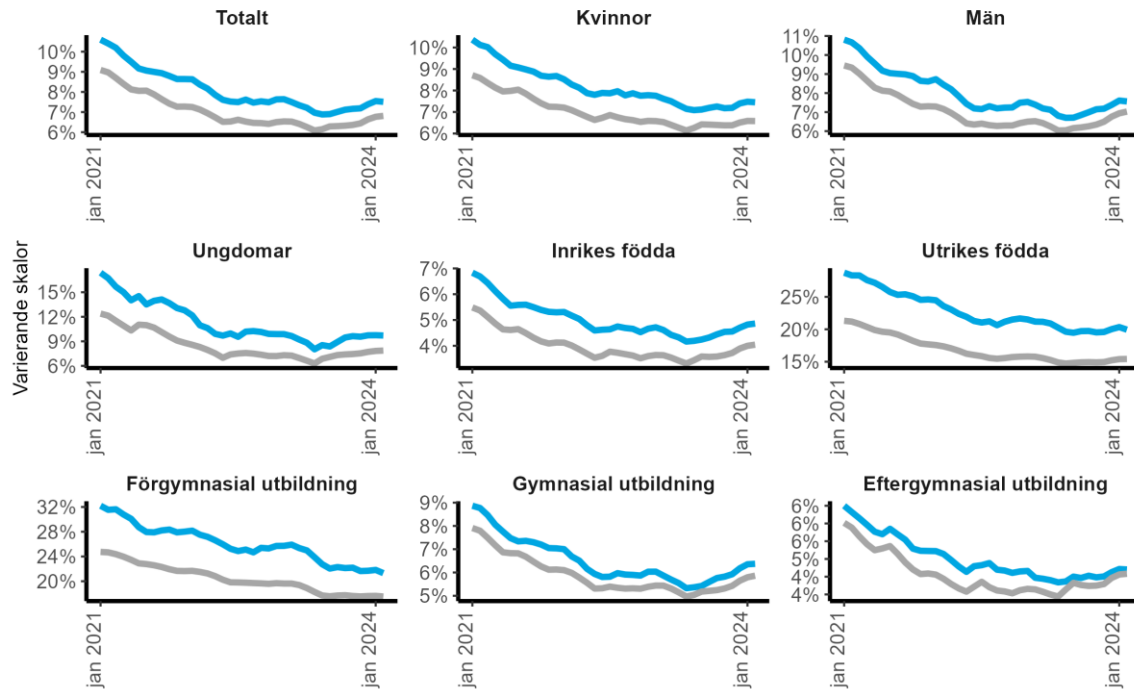 Totalt
10%
9%
8%
7%
6%
jan 2021
jan 2024
Kvinnor
10%
9%
8%
7%
6%
jan 2021
jan 2024
Män
11%
10%
9%
8%
7%
6%
jan 2021
jan 2024
Varierande skalor
Ungdomar
15%
12%
9%
6%
jan 2021
jan 2024
Inrikes födda
7%
6%
5%
4%
jan 2021
jan 2024
Utrikes födda
25%
20%
15%
jan 2021
jan 2024
Förgymnasial utbildning
32%
28%
24%
20%
jan 2021
jan 2024
Gymnasial utbildning
9%
8%
7%
6%
5%
jan 2021
jan 2024
Eftergymnasial utbildning
6%
6%
6%
5%
4%
4%
jan 2021
jan 2024